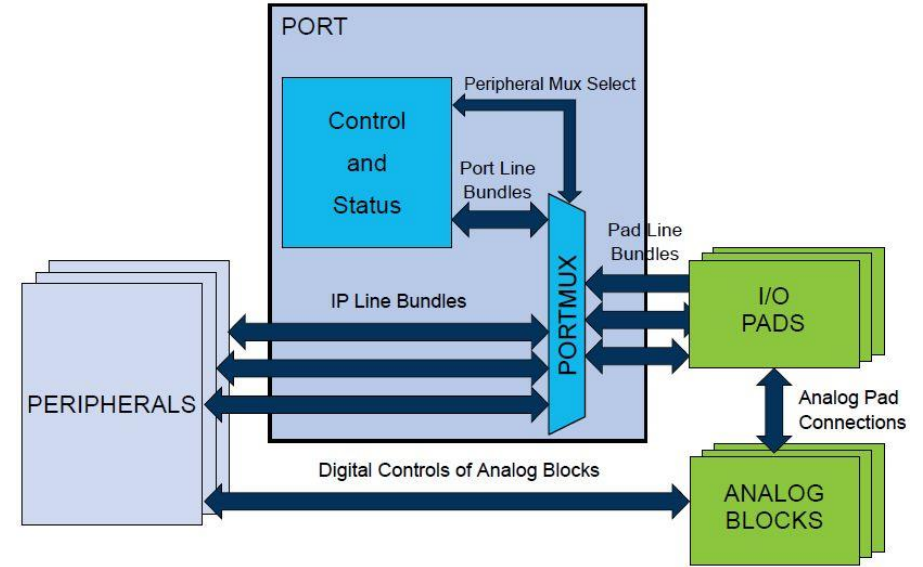 PORT
Peripheral Mux Select
Control
and
Status
Port Line
Bundles
Pad Line
Bundles
PORTMUX
I/O
PADS
IP Line Bundles
PERIPHERALS
Analog Pad
Connections
Digital Controls of Analog Blocks
ANALOG
BLOCKS